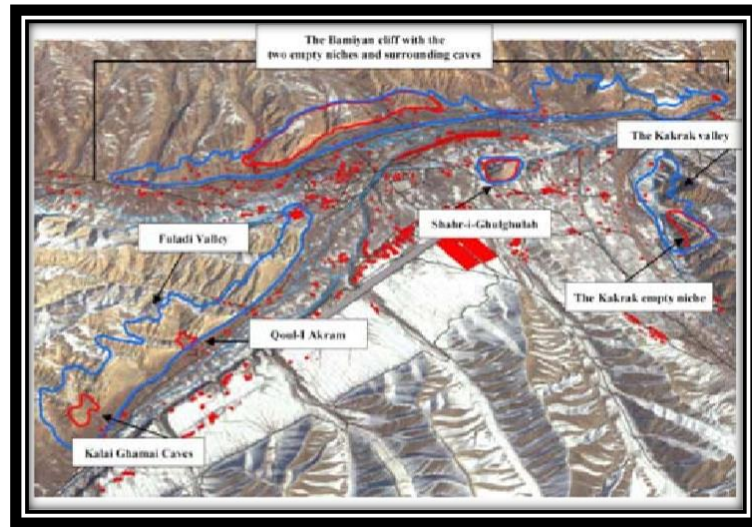 The Bamiyan cliff with the
two empty niches and surrounding caves
The Kakrak valley
Shahr-i-Ghulghulah
Fuladi Valley
The Kakrak empty niche
Qoul-I Akram
Kalai Ghamai Caves